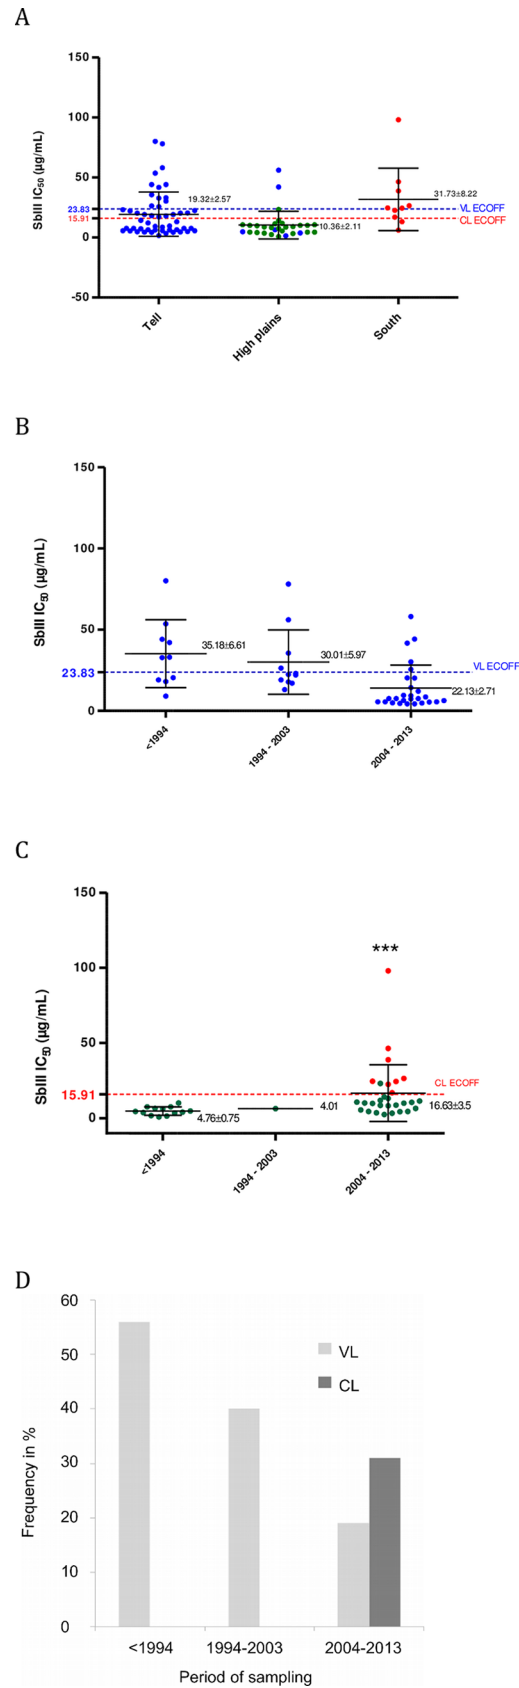 A
SbIII IC50 (µg/mL)
150
100
50
23.83
15.91
0
-50
19.32±2.57
10.36±2.11
31.73±8.22
VL ECOFF
CL ECOFF
Tell
High plains
South
B
SbIII IC50 (µg/mL)
150
100
50
23.83
0
35.18±6.61
30.01±5.97
22.13±2.71
VL ECOFF
<1994
1994 - 2003
2004 - 2013
C
SbIII IC50 (µg/mL)
150
100
50
15.91
0
***
CL ECOFF
4.76±0.75
4.01
16.63±3.5
<1994
1994 - 2003
2004 - 2013
D
Frequency in %
60
50
40
30
20
10
0
VL
CL
<1994
1994-2003
2004-2013
Period of sampling